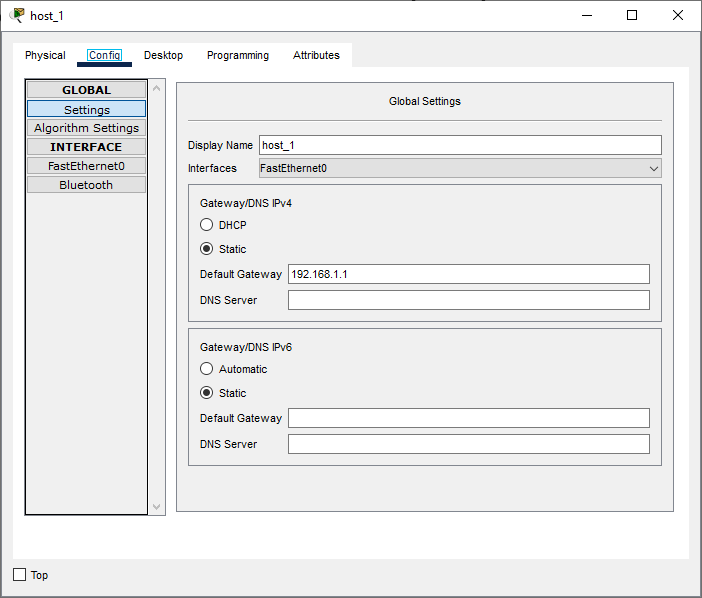 host_1
Physical Config Desktop Programming Attributes
GLOBAL
Settings
Algorithm Settings
INTERFACE
FastEthernet0
Bluetooth
Global Settings
Display Name host_1
Interfaces FastEthernet0
Gateway/DNS IPv4
DHCP
Static
Default Gateway 192.168.1.1
DNS Server
Gateway/DNS IPv6
Automatic
Static
Default Gateway
DNS Server
Top